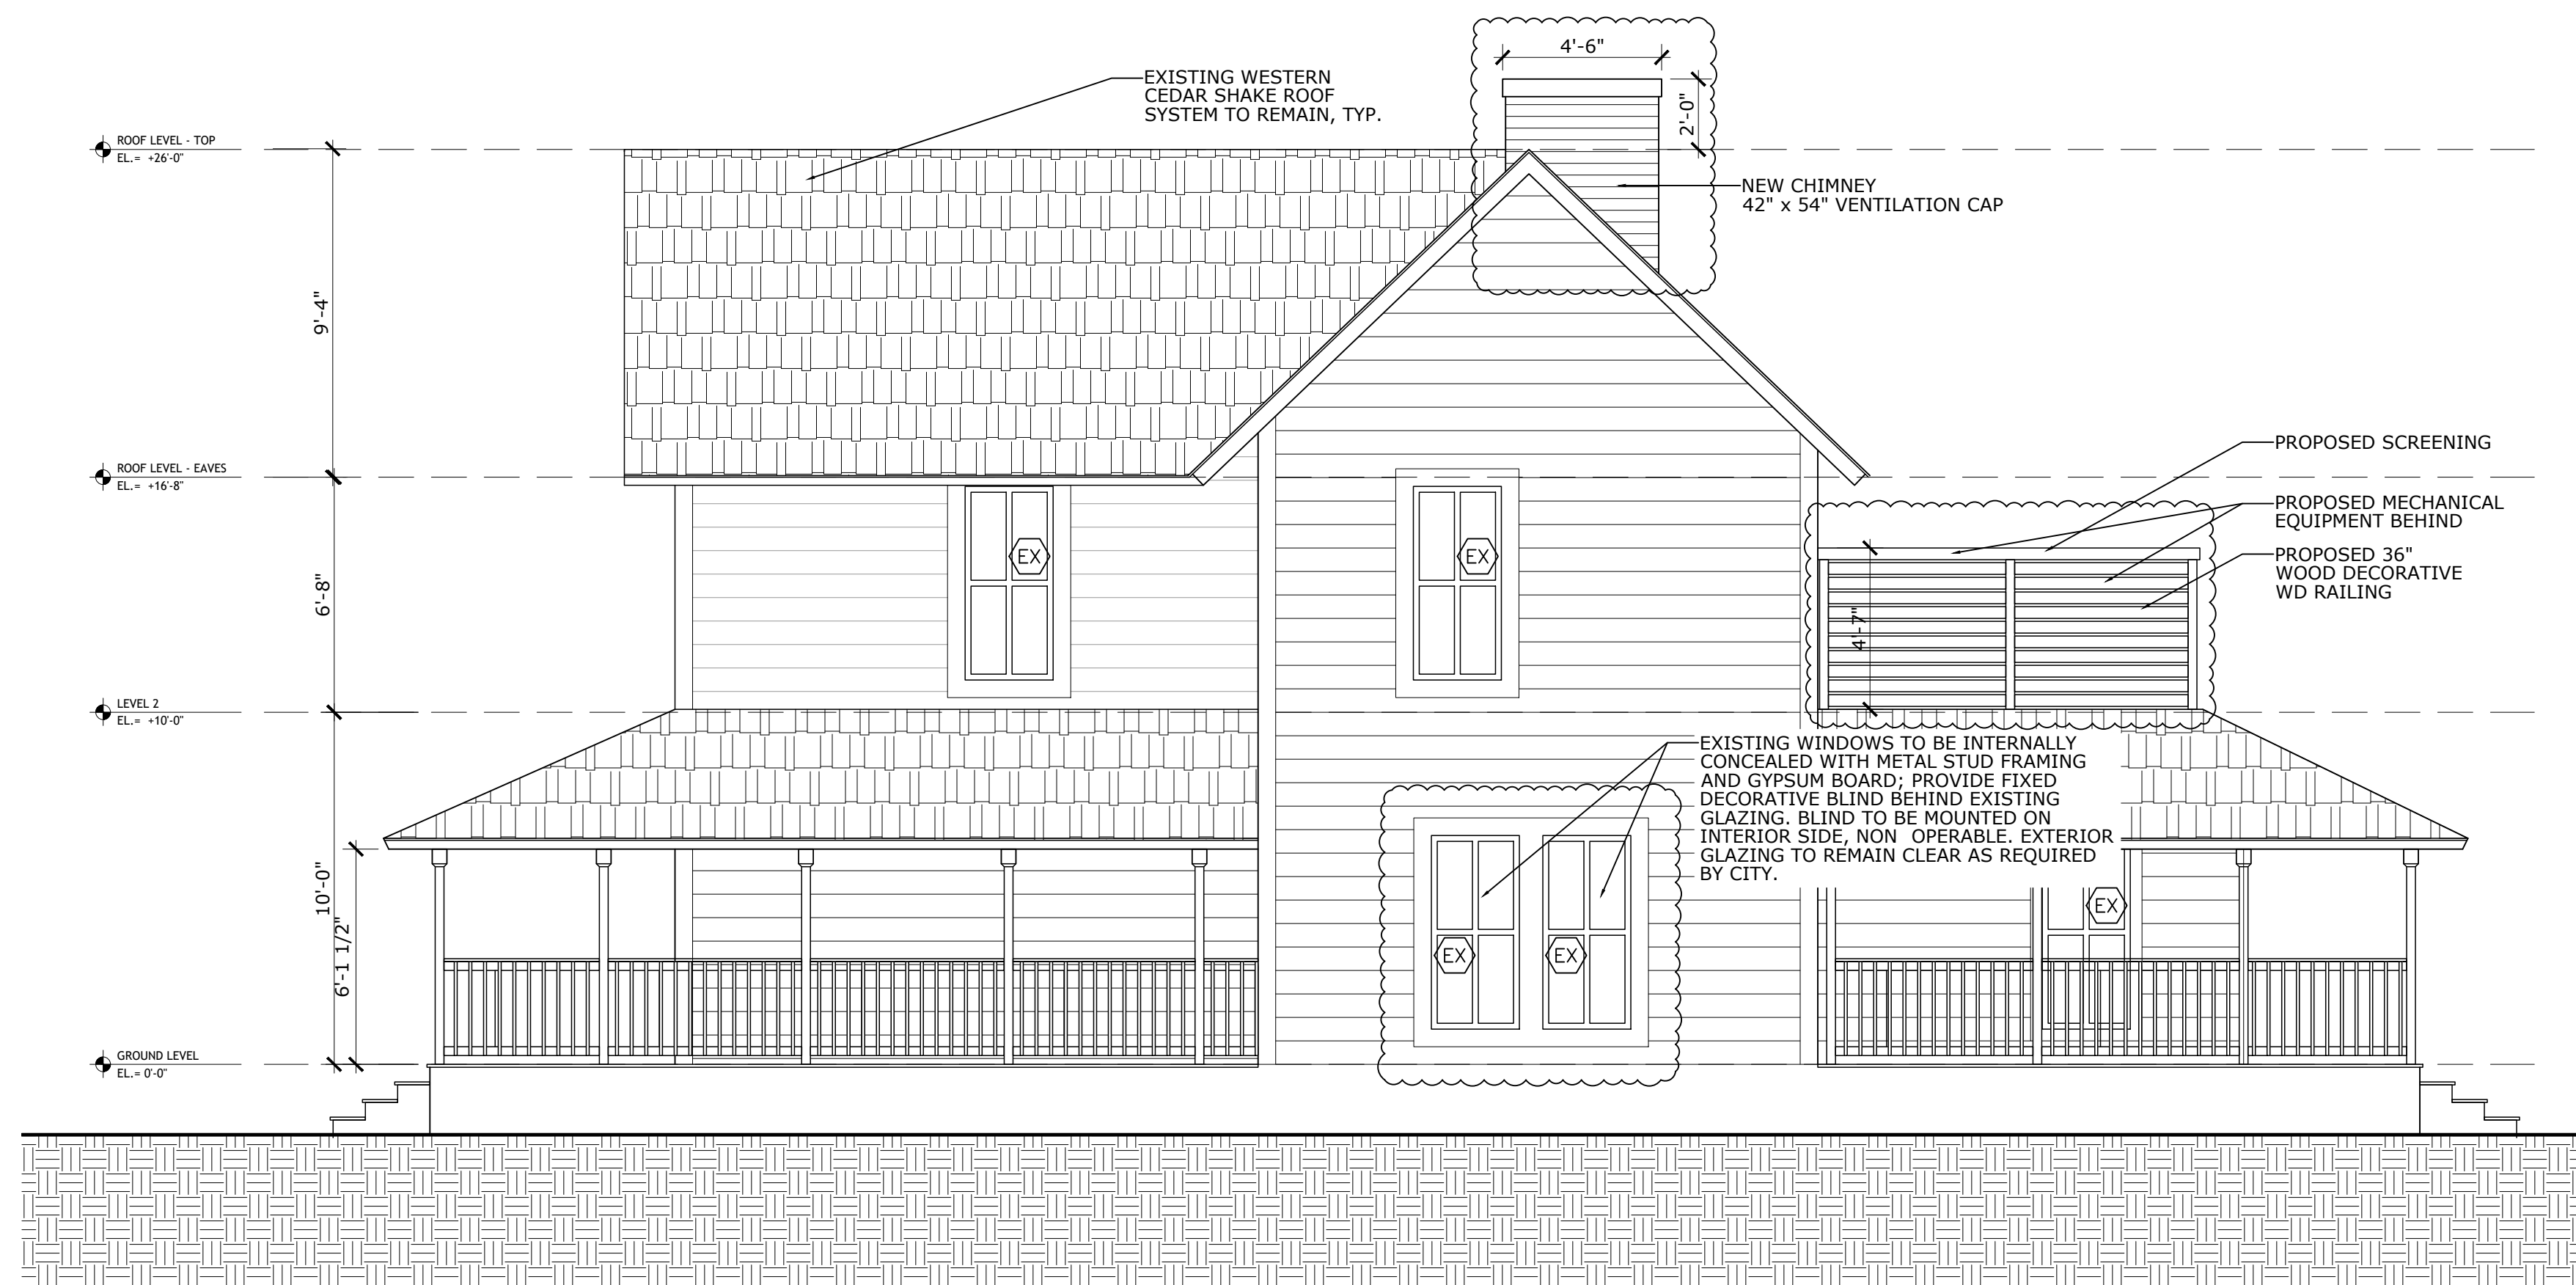 4'-6"
EXISTING WESTERN
CEDAR SHAKE ROOF
SYSTEM TO REMAIN, TYP.
2'-0"
ROOF LEVEL - TOP
EL.= +26'-0"
NEW CHIMNEY
42" x 54" VENTILATION CAP
9'-4"
PROPOSED SCREENING
ROOF LEVEL - EAVES
EL.= +16'-8"
PROPOSED MECHANICAL
EQUIPMENT BEHIND
EX
EX
PROPOSED 36"
WOOD DECORATIVE
WD RAILING
6'-8"
4'-7"
LEVEL 2
EL.= +10'-0"
EXISTING WINDOWS TO BE INTERNALLY
CONCEALED WITH METAL STUD FRAMING
AND GYPSUM BOARD; PROVIDE FIXED
DECORATIVE BLIND BEHIND EXISTING
GLAZING. BLIND TO BE MOUNTED ON
INTERIOR SIDE, NON OPERABLE. EXTERIOR
GLAZING TO REMAIN CLEAR AS REQUIRED
BY CITY.
10'-0"
6'-1 1/2"
EX
EX
EX
GROUND LEVEL
EL.= 0'-0"